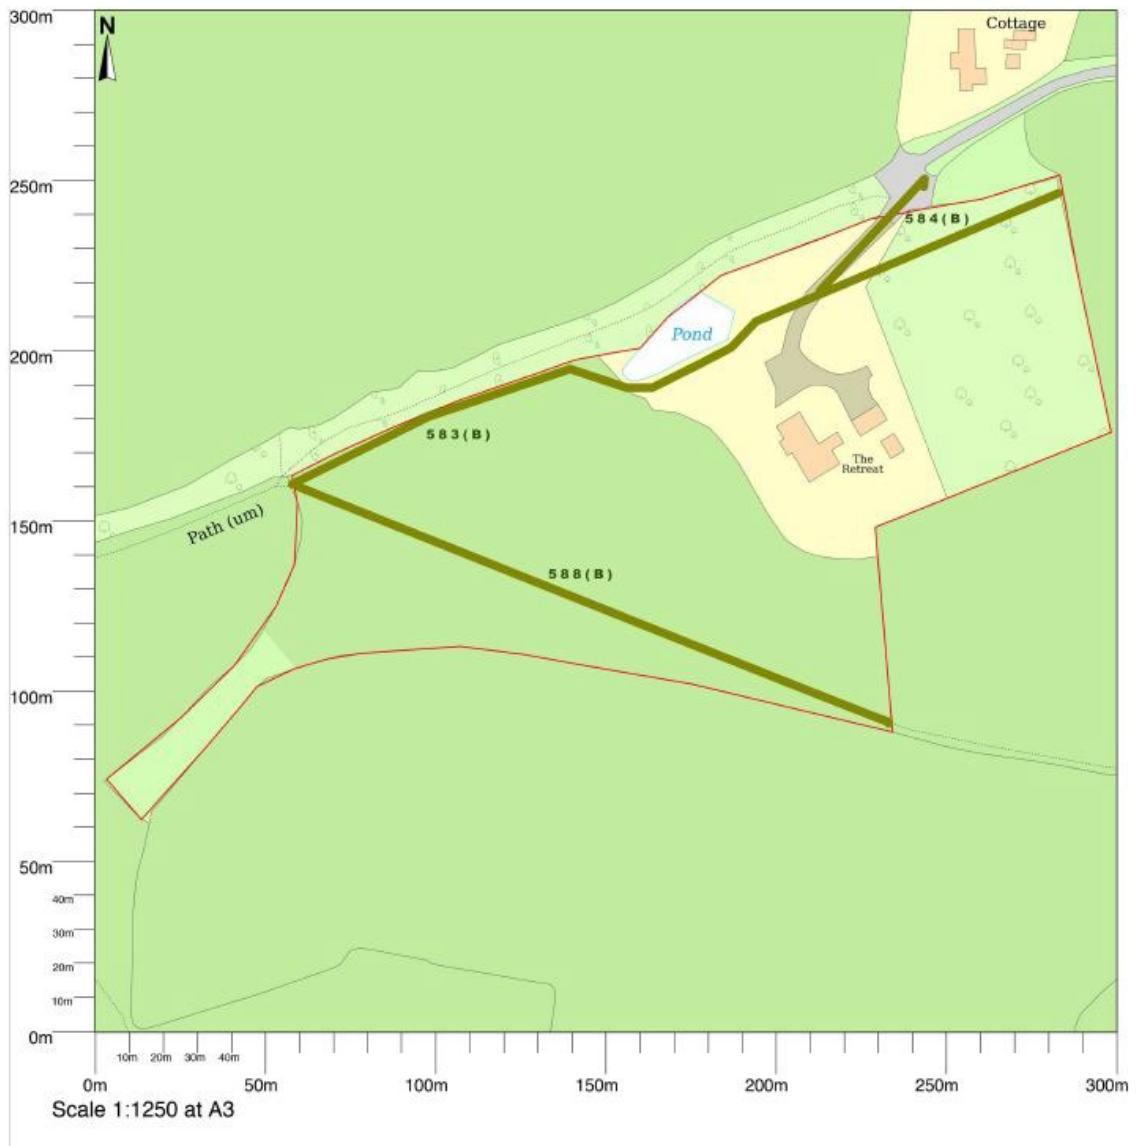 300m
N
Cottage
250m
584(B)
Pond
200m
583(B)
The
Retreat
150m
Path (um)
588(B)
100m
50m
40m
30m
20m
10m
0m
10m 20m 30m 40m
0m 50m 100m 150m 200m 250m 300m
Scale 1:1250 at A3